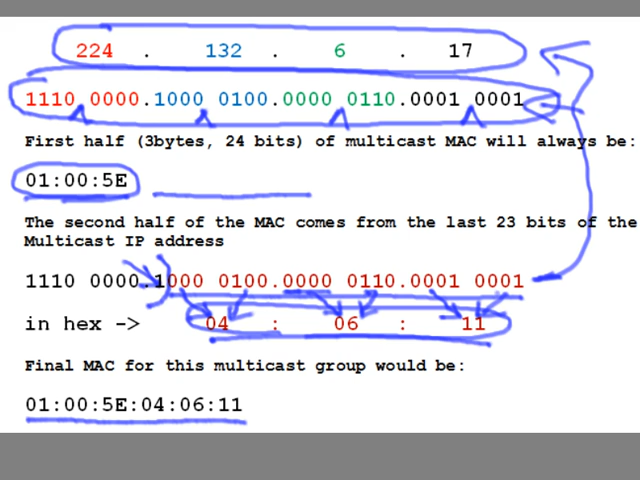 224 . 132 . 6 . 17
1110 0000.1000 0100.0000 0110.0001 0001
First half (3bytes, 24 bits) of multicast MAC will always be:
01:00:5E
The second half of the MAC comes from the last 23 bits of the
Multicast IP address
1110 0000.1000 0100.0000 0110.0001 0001
in hex -> 04 : 06 : 11
Final MAC for this multicast group would be:
01:00:5E:04:06:11